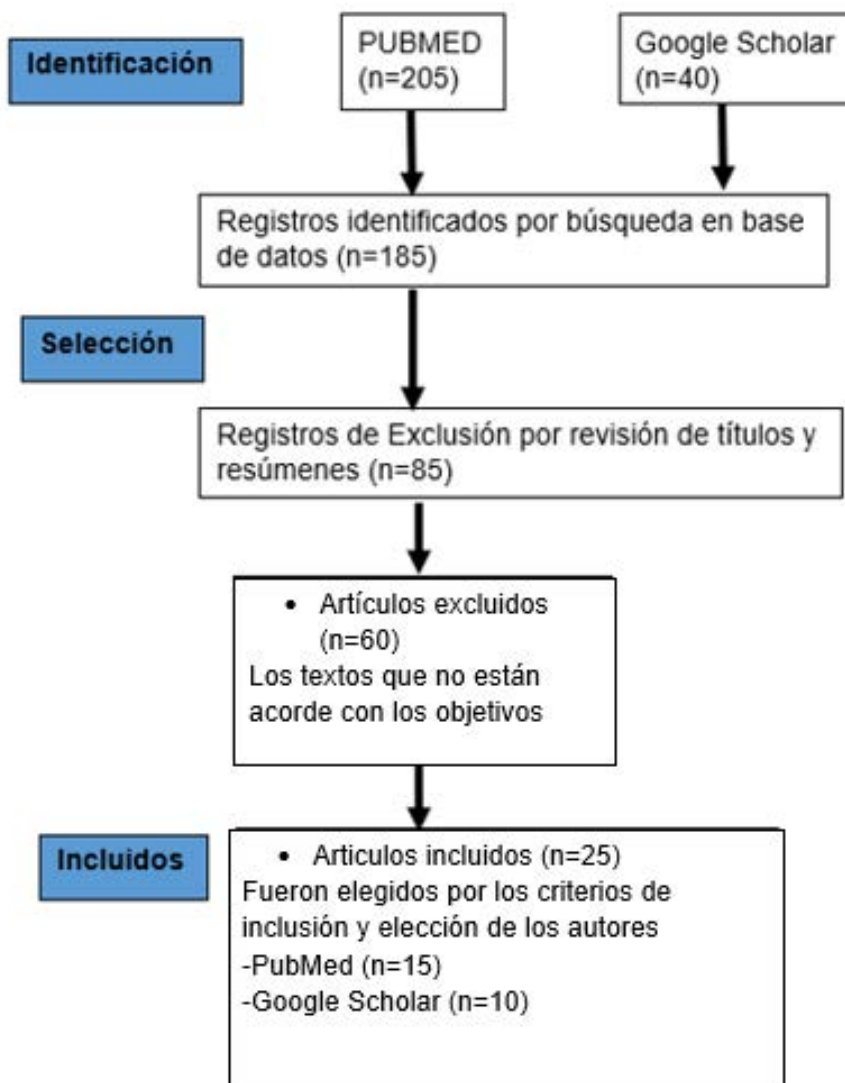 Identificación
PUBMED
(n=205)
Google Scholar
(n=40)
Registros identificados por búsqueda en base
de datos (n=185)
Selección
Registros de Exclusión por revisión de títulos y
resúmenes (n=85)
• Artículos excluidos
(n=60)
Los textos que no están
acorde con los objetivos
Incluidos
• Articulos incluidos (n=25)
Fueron elegidos por los criterios de
inclusión y elección de los autores
-PubMed (n=15)
-Google Scholar (n=10)